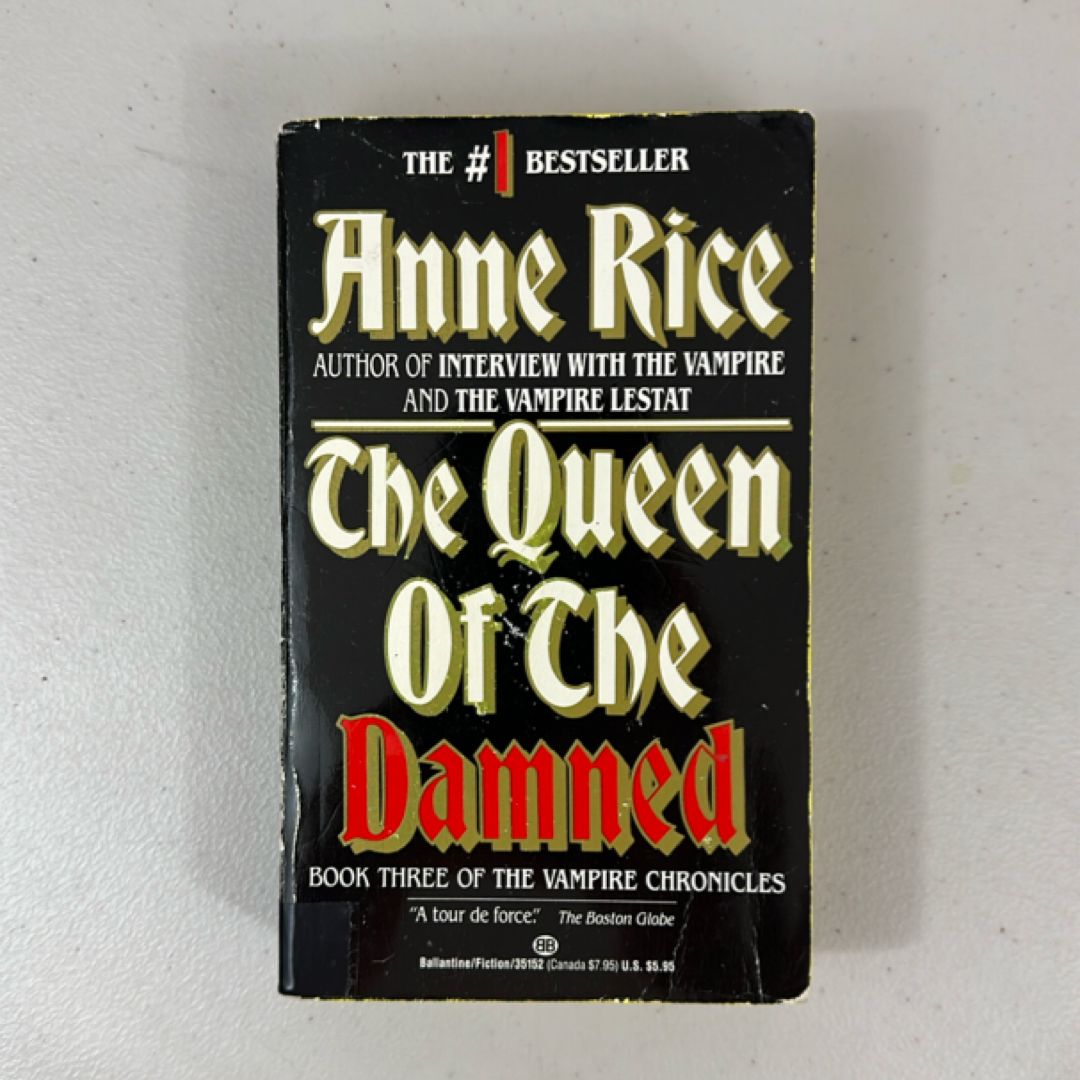 THE #1 BESTSELLER
Anne Rice
AUTHOR OF INTERVIEW WITH THE VAMPIRE
AND THE VAMPIRE LESTAT
The Queen
Of The
Damned
BOOK THREE OF THE VAMPIRE CHRONICLES
"A tour de force." The Boston Globe
BB
Ballantine/Fiction/35152 (Canada $7.95) U.S. $5.95